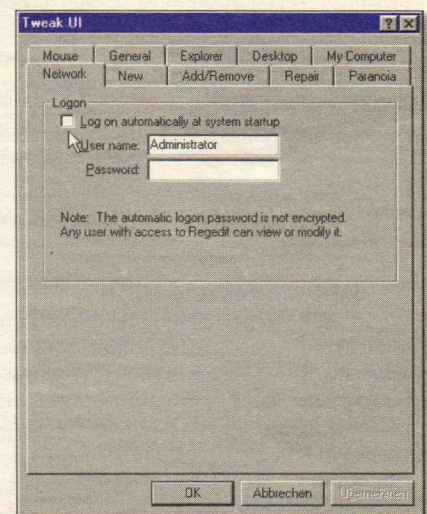 Tweak UI
Mouse General Explorer Desktop My Computer
Network New Add/Remove Repair Paranoia
Logon
Log on automatically at system startup
User name: Administrator
Password:
Note: The automatic logon password is not encrypted.
Any user with access to Regedit can view or modify it.
OK Abbrechen Übernehmen